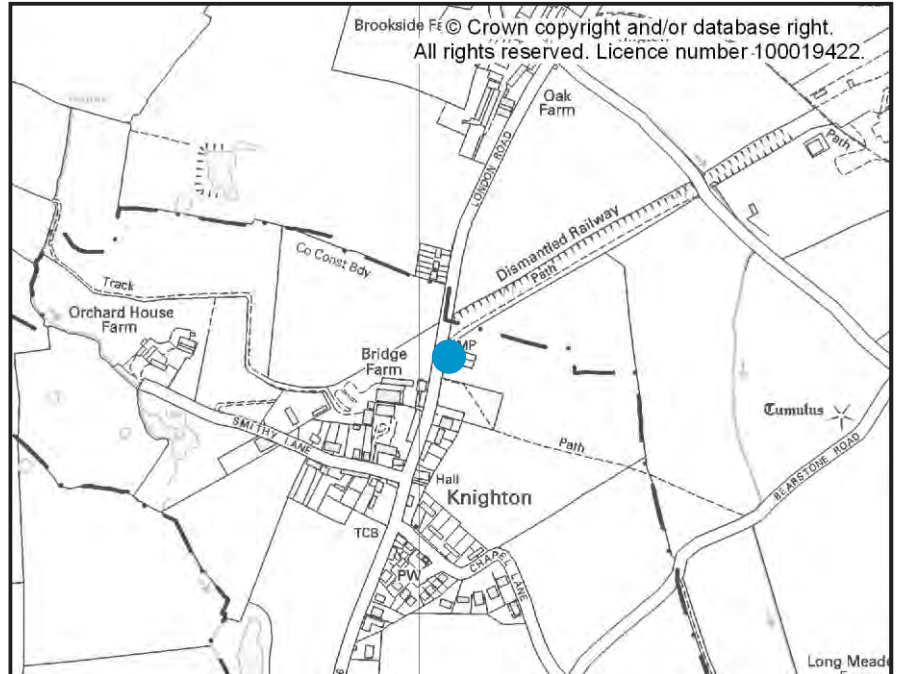 Brookside
© Crown copyright and/or database right.
All rights reserved. Licence number 100019422.
Oak
Farm
LONDON ROAD
Path
Dismantled Railway
Path
Co Const Bdy
Track
Orchard House
Farm
Bridge
Farm
MP
SMITHY LANE
Tumulus
Path
BEARSTONE ROAD
Hall
Knighton
TCB
PW
CHAPEL LANE
Long Mead